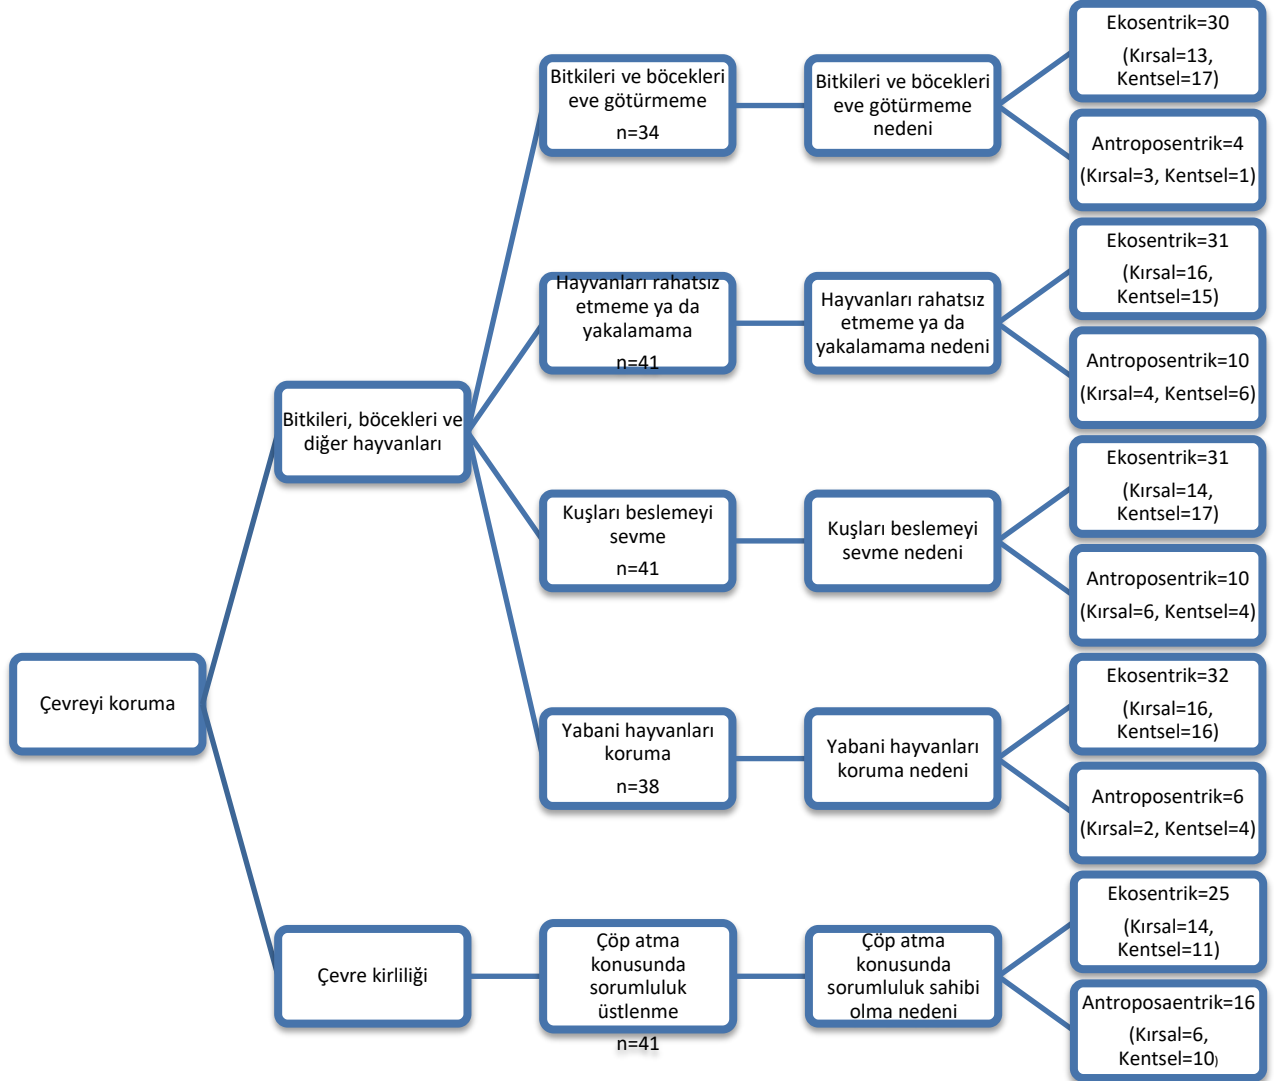 Çevreyi koruma
Bitkileri, böcekleri ve
diğer hayvanları
Bitkileri ve böcekleri
eve götürmeme
n=34
Bitkileri ve böcekleri
eve götürmeme
nedeni
Ekosentrik=30
(Kırsal=13,
Kentsel=17)
Antroposentrik=4
(Kırsal=3, Kentsel=1)
Hayvanları rahatsız
etmeme ya da
yakalamama
n=41
Hayvanları rahatsız
etmeme ya da
yakalamama nedeni
Ekosentrik=31
(Kırsal=16,
Kentsel=15)
Antroposentrik=10
(Kırsal=4, Kentsel=6)
Kuşları beslemeyi
sevme
n=41
Kuşları beslemeyi
sevme nedeni
Ekosentrik=31
(Kırsal=14,
Kentsel=17)
Antroposentrik=10
(Kırsal=6, Kentsel=4)
Yabani hayvanları
koruma
n=38
Yabani hayvanları
koruma nedeni
Ekosentrik=32
(Kırsal=16,
Kentsel=16)
Antroposentrik=6
(Kırsal=2, Kentsel=4)
Çevre kirliliği
Çöp atma
konusunda
sorumluluk
üstlenme
n=41
Çöp atma
konusunda
sorumluluk sahibi
olma nedeni
Ekosentrik=25
(Kırsal=14,
Kentsel=11)
Antroposaentrik=16
(Kırsal=6,
Kentsel=10)